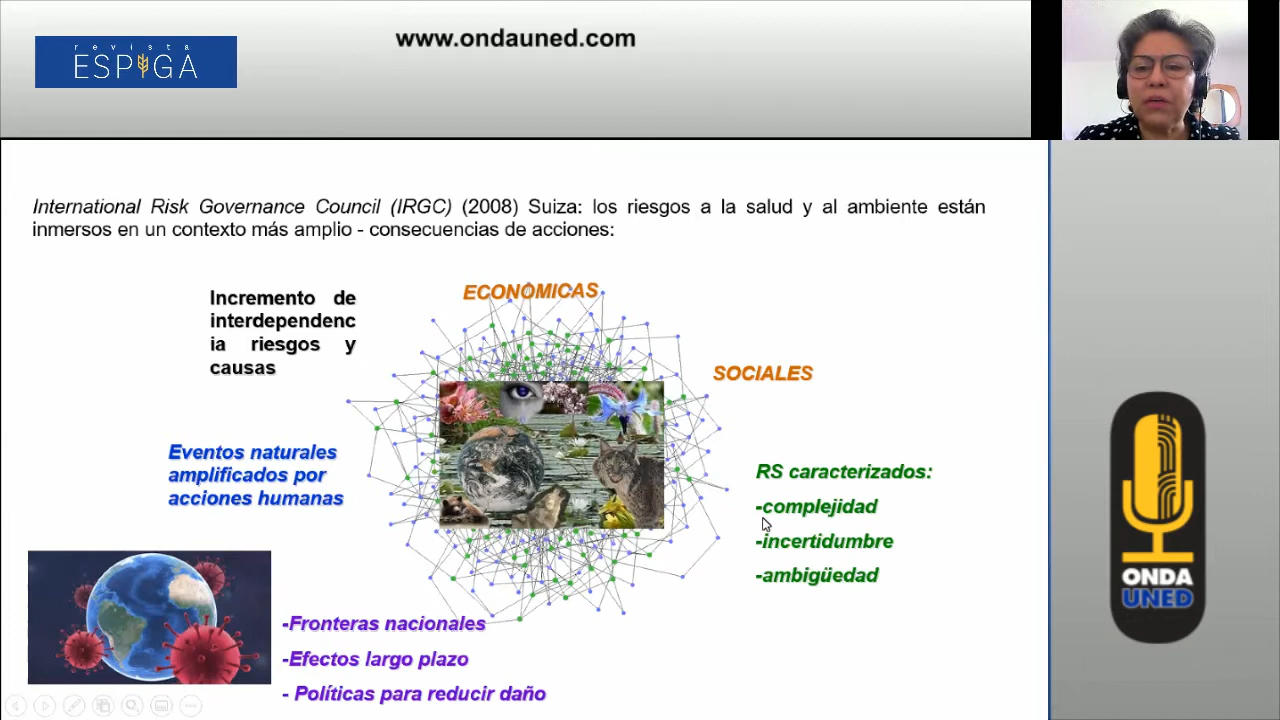 revista
ESPIGA
www.ondauned.com
International Risk Governance Council (IRGC) (2008) Suiza: los riesgos a la salud y al ambiente están
inmersos en un contexto más amplio - consecuencias de acciones:
Incremento de
interdependenc
ia riesgos y
causas
ECONÓMICAS
SOCIALES
Eventos naturales
amplificados por
acciones humanas
RS caracterizados:
-complejidad
-incertidumbre
-ambigüedad
-Fronteras nacionales
-Efectos largo plazo
- Políticas para reducir daño
ONDA
UNED